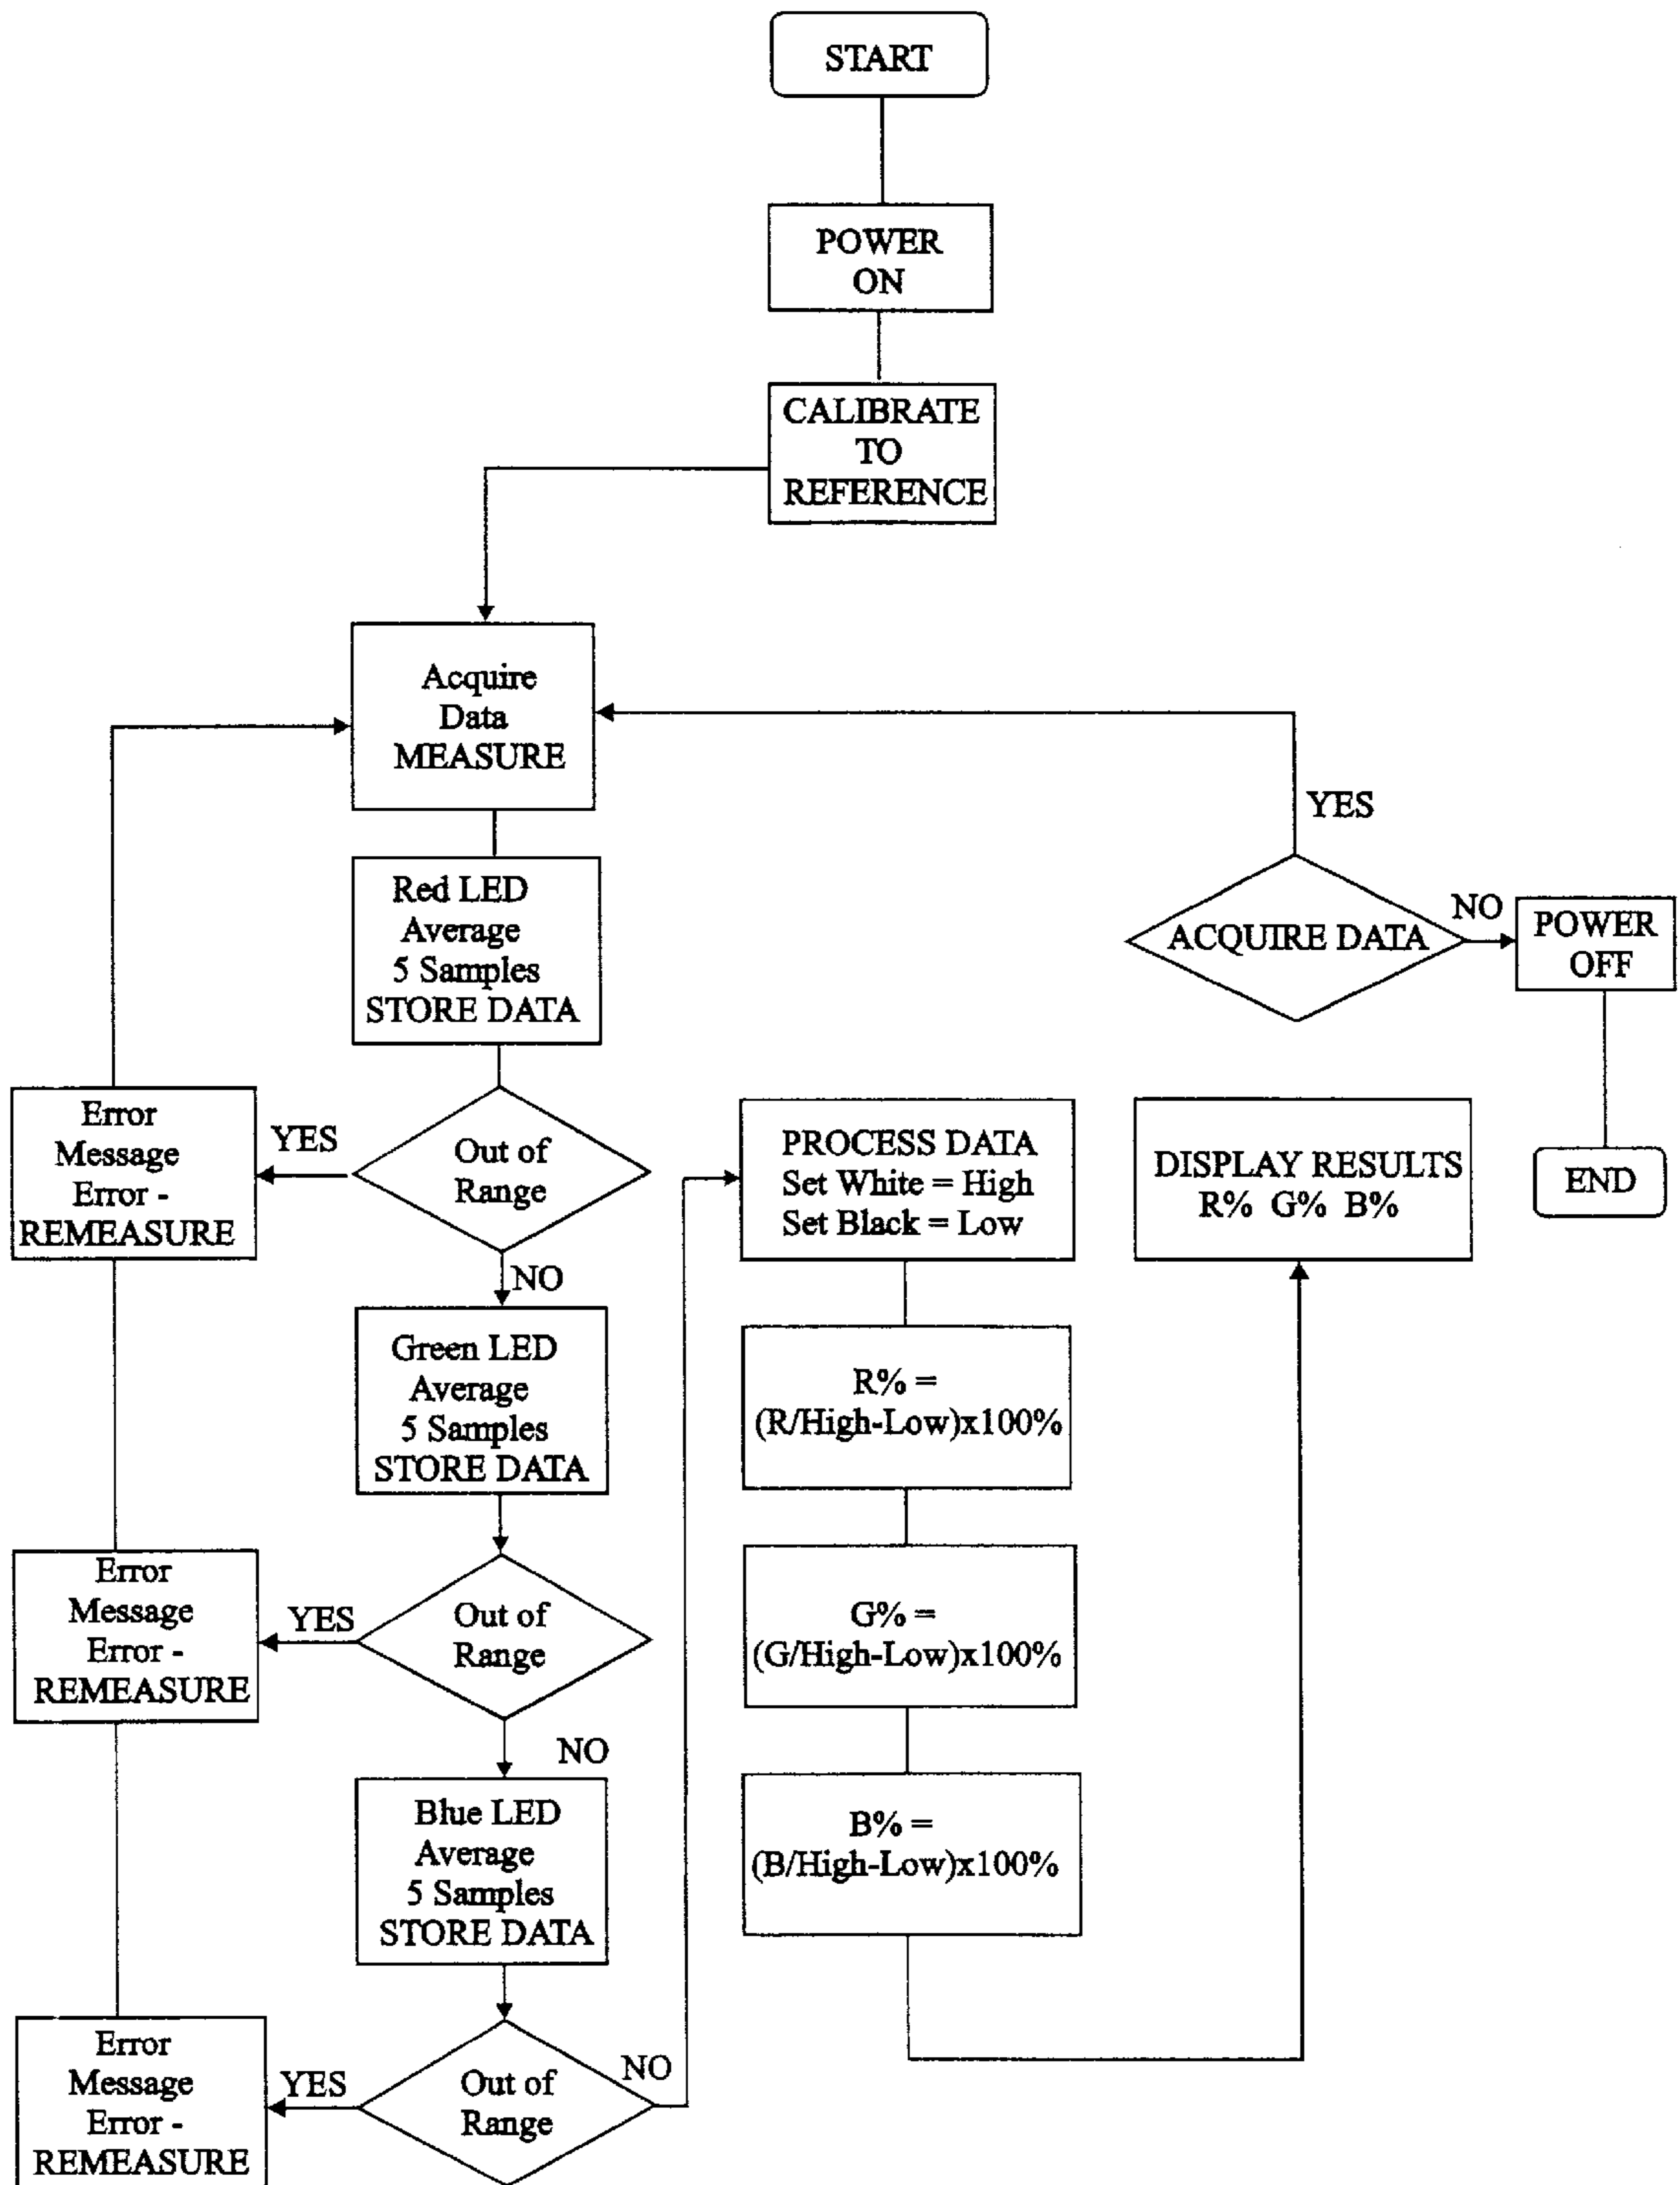 START
POWER
ON
CALIBRATE
TO
REFERENCE
Acquire
Data
MEASURE
Red LED
Average
5 Samples
STORE DATA
Out of
Range
YES
Error
Message
Error -
REMEASURE
NO
Green LED
Average
5 Samples
STORE DATA
Out of
Range
YES
Error
Message
Error -
REMEASURE
NO
Blue LED
Average
5 Samples
STORE DATA
Out of
Range
YES
Error
Message
Error -
REMEASURE
NO
PROCESS DATA
Set White = High
Set Black = Low
R% =
(R/High-Low)x100%
G% =
(G/High-Low)x100%
B% =
(B/High-Low)x100%
DISPLAY RESULTS
R% G% B%
ACQUIRE DATA
YES
NO
POWER
OFF
END